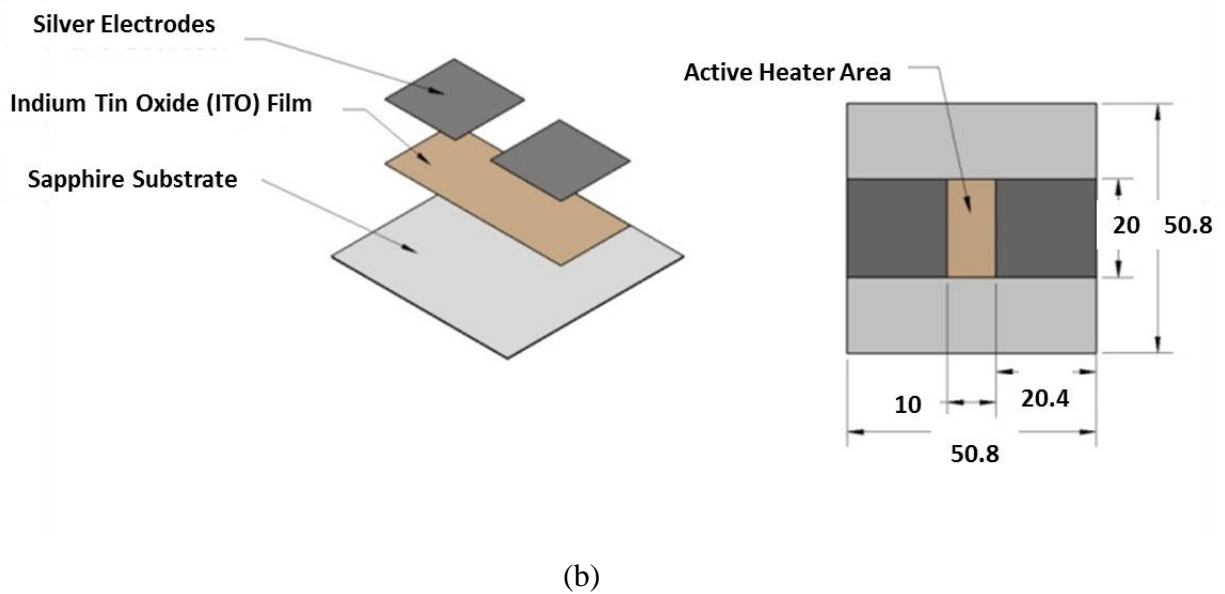 Silver Electrodes
Indium Tin Oxide (ITO) Film
Sapphire Substrate
Active Heater Area
20
50.8
10
20.4
50.8
(b)